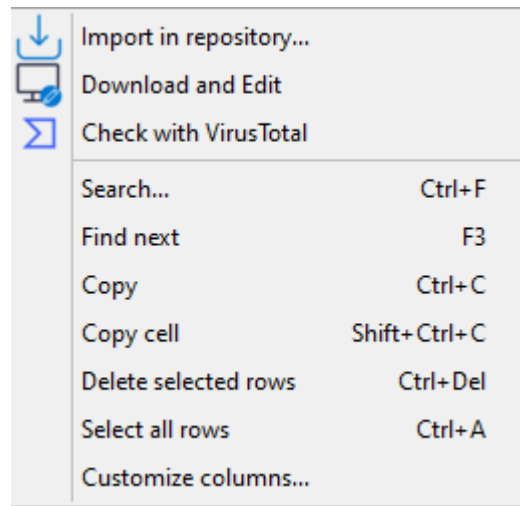 Import in repository...
Download and Edit
Check with VirusTotal
Search... Ctrl+F
Find next F3
Copy Ctrl+C
Copy cell Shift+Ctrl+C
Delete selected rows Ctrl+Del
Select all rows Ctrl+A
Customize columns...